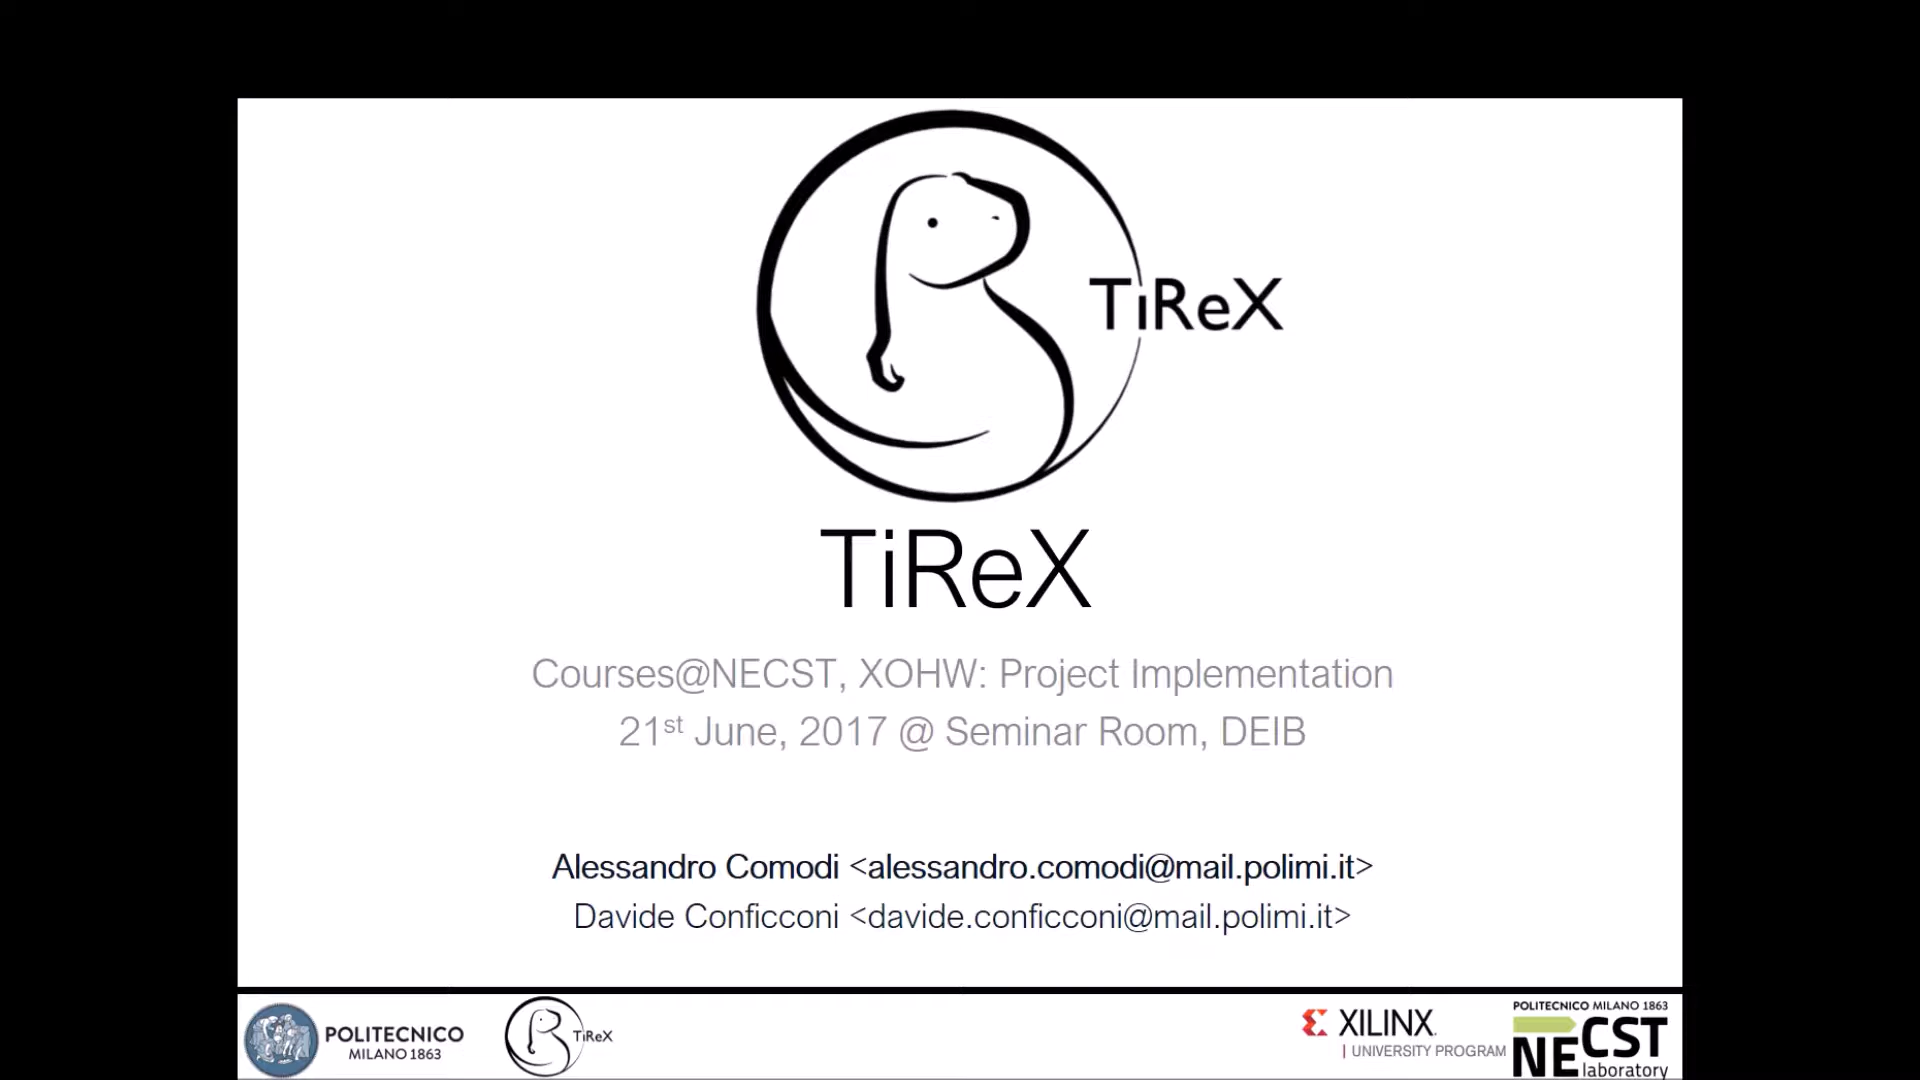 TiReX
TiReX
Courses@NECST, XOHW: Project Implementation
21st June, 2017 @ Seminar Room, DEIB
Alessandro Comodi <alessandro.comodi@mail.polimi.it>
Davide Conficconi <davide.conficconi@mail.polimi.it>
POLITECNICO
MILANO 1863
TiReX
XILINX
| UNIVERSITY PROGRAM
POLITECNICO MILANO 1863
NECST
laboratory